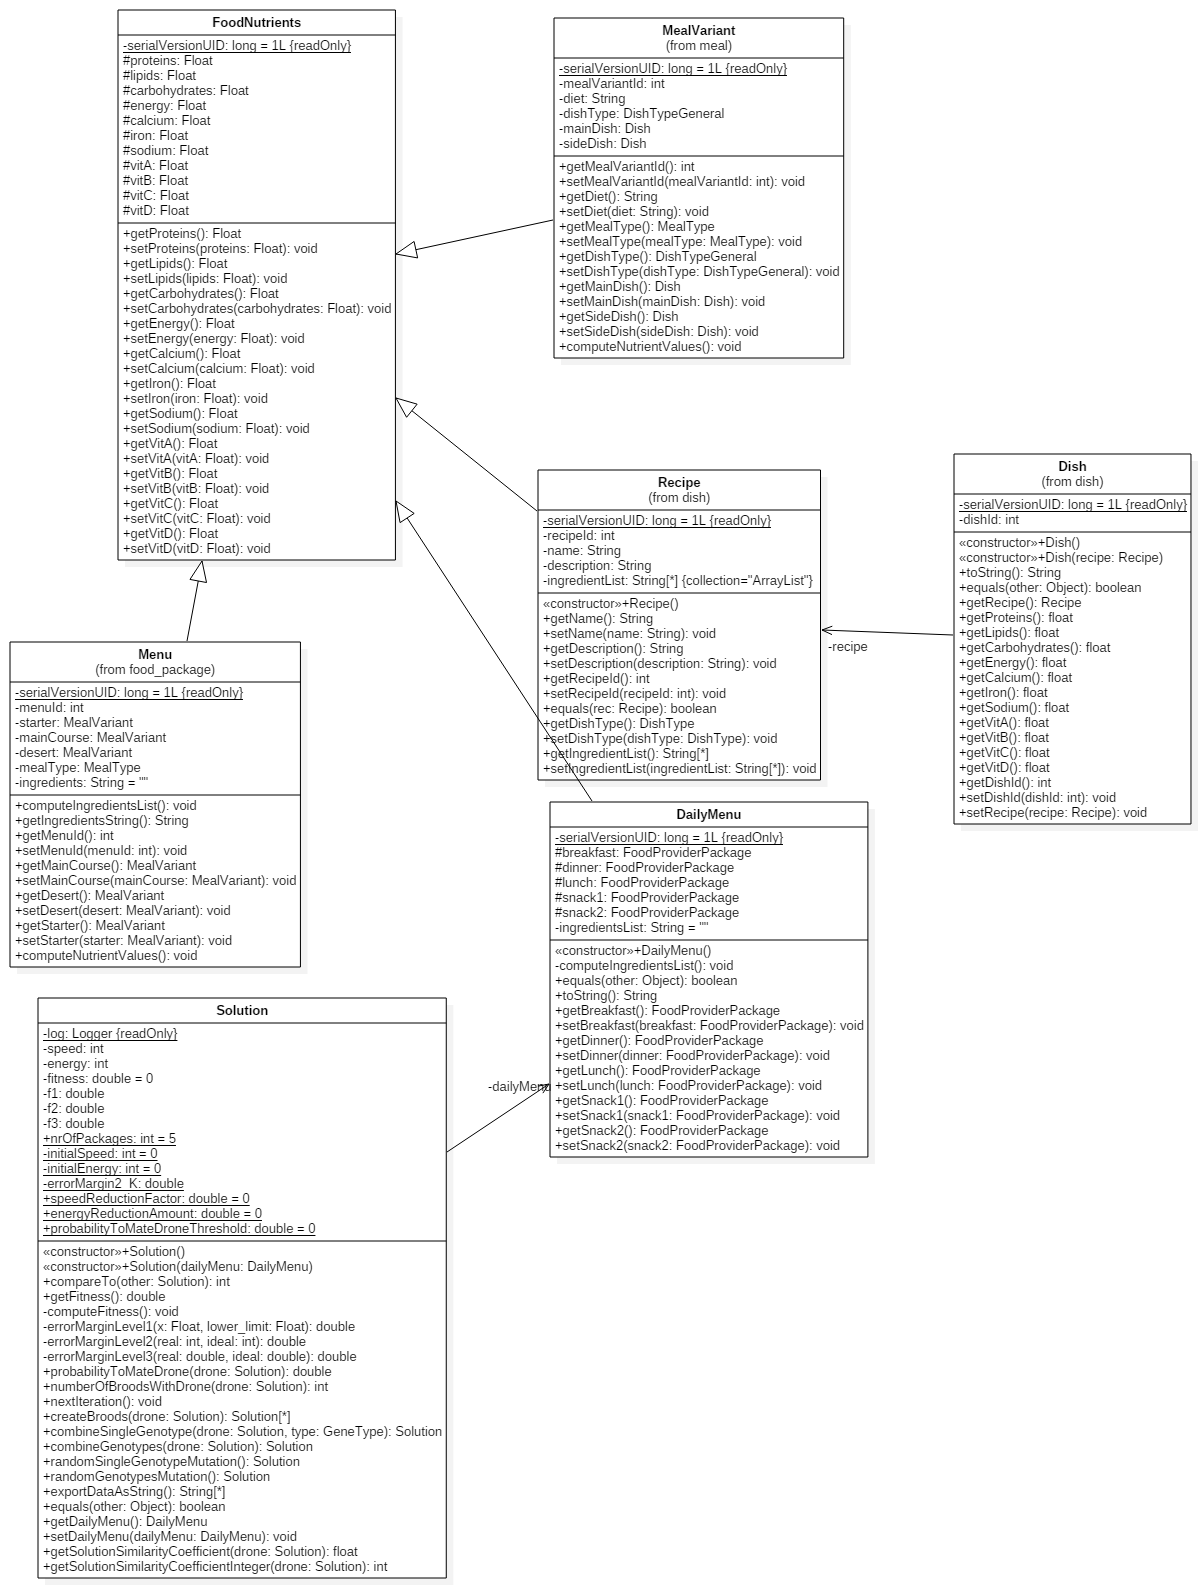 FoodNutrients
-serialVersionUID: long = 1L {readOnly}
#proteins: Float
#lipids: Float
#carbohydrates: Float
#energy: Float
#calcium: Float
#iron: Float
#sodium: Float
#vitA: Float
#vitB: Float
#vitC: Float
#vitD: Float
+getProteins(): Float
+setProteins(proteins: Float): void
+getLipids(): Float
+setLipids(lipids: Float): void
+getCarbohydrates(): Float
+setCarbohydrates(carbohydrates: Float): void
+getEnergy(): Float
+setEnergy(energy: Float): void
+getCalcium(): Float
+setCalcium(calcium: Float): void
+getIron(): Float
+setIron(iron: Float): void
+getSodium(): Float
+setSodium(sodium: Float): void
+getVitA(): Float
+setVitA(vitA: Float): void
+getVitB(): Float
+setVitB(vitB: Float): void
+getVitC(): Float
+setVitC(vitC: Float): void
+getVitD(): Float
+setVitD(vitD: Float): void
MealVariant
(from meal)
-serialVersionUID: long = 1L {readOnly}
-mealVariantId: int
-diet: String
-dishType: DishTypeGeneral
-mainDish: Dish
-sideDish: Dish
+getMealVariantId(): int
+setMealVariantId(mealVariantId: int): void
+getDiet(): String
+setDiet(diet: String): void
+getMealType(): MealType
+setMealType(mealType: MealType): void
+getDishType(): DishTypeGeneral
+setDishType(dishType: DishTypeGeneral): void
+getMainDish(): Dish
+setMainDish(mainDish: Dish): void
+getSideDish(): Dish
+setSideDish(sideDish: Dish): void
+computeNutrientValues(): void
Recipe
(from dish)
-serialVersionUID: long = 1L {readOnly}
-recipeId: int
-name: String
-description: String
-ingredientList: String[*] {collection="ArrayList"}
«constructor»+Recipe()
+getName(): String
+setName(name: String): void
+getDescription(): String
+setDescription(description: String): void
+getRecipeId(): int
+setRecipeId(recipeId: int): void
+equals(rec: Recipe): boolean
+getDishType(): DishType
+setDishType(dishType: DishType): void
+getIngredientList(): String[*]
+setIngredientList(ingredientList: String[*]): void
-recipe
Dish
(from dish)
-serialVersionUID: long = 1L {readOnly}
-dishId: int
«constructor»+Dish()
«constructor»+Dish(recipe: Recipe)
+toString(): String
+equals(other: Object): boolean
+getRecipe(): Recipe
+getProteins(): float
+getLipids(): float
+getCarbohydrates(): float
+getEnergy(): float
+getCalcium(): float
+getIron(): float
+getSodium(): float
+getVitA(): float
+getVitB(): float
+getVitC(): float
+getVitD(): float
+getDishId(): int
+setDishId(dishId: int): void
+setRecipe(recipe: Recipe): void
Menu
(from food_package)
-serialVersionUID: long = 1L {readOnly}
-menuId: int
-starter: MealVariant
-mainCourse: MealVariant
-desert: MealVariant
-mealType: MealType
-ingredients: String = ""
+computeIngredientsList(): void
+getIngredientsString(): String
+getMenuId(): int
+setMenuId(menuId: int): void
+getMainCourse(): MealVariant
+setMainCourse(mainCourse: MealVariant): void
+getDesert(): MealVariant
+setDesert(desert: MealVariant): void
+getStarter(): MealVariant
+setStarter(starter: MealVariant): void
+computeNutrientValues(): void
DailyMenu
-serialVersionUID: long = 1L {readOnly}
#breakfast: FoodProviderPackage
#dinner: FoodProviderPackage
#lunch: FoodProviderPackage
#snack1: FoodProviderPackage
#snack2: FoodProviderPackage
-ingredientsList: String = ""
«constructor»+DailyMenu()
-computeIngredientsList(): void
+equals(other: Object): boolean
+toString(): String
+getBreakfast(): FoodProviderPackage
+setBreakfast(breakfast: FoodProviderPackage): void
+getDinner(): FoodProviderPackage
+setDinner(dinner: FoodProviderPackage): void
+getLunch(): FoodProviderPackage
+setLunch(lunch: FoodProviderPackage): void
+getSnack1(): FoodProviderPackage
+setSnack1(snack1: FoodProviderPackage): void
+getSnack2(): FoodProviderPackage
+setSnack2(snack2: FoodProviderPackage): void
-dailyMenu
Solution
-log: Logger {readOnly}
-speed: int
-energy: int
-fitness: double = 0
-f1: double
-f2: double
-f3: double
+nrOfPackages: int = 5
-initialSpeed: int = 0
-initialEnergy: int = 0
-errorMargin2_K: double
+speedReductionFactor: double = 0
+energyReductionAmount: double = 0
+probabilityToMateDroneThreshold: double = 0
«constructor»+Solution()
«constructor»+Solution(dailyMenu: DailyMenu)
+compareTo(other: Solution): int
+getFitness(): double
-computeFitness(): void
-errorMarginLevel1(x: Float, lower_limit: Float): double
-errorMarginLevel2(real: int, ideal: int): double
-errorMarginLevel3(real: double, ideal: double): double
+probabilityToMateDrone(drone: Solution): double
+numberOfBroodsWithDrone(drone: Solution): int
+nextIteration(): void
+createBroods(drone: Solution): Solution[*]
+combineSingleGenotype(drone: Solution, type: GeneType): Solution
+combineGenotypes(drone: Solution): Solution
+randomSingleGenotypeMutation(): Solution
+randomGenotypesMutation(): Solution
+exportDataAsString(): String[*]
+equals(other: Object): boolean
+getDailyMenu(): DailyMenu
+setDailyMenu(dailyMenu: DailyMenu): void
+getSolutionSimilarityCoefficient(drone: Solution): float
+getSolutionSimilarityCoefficientInteger(drone: Solution): int